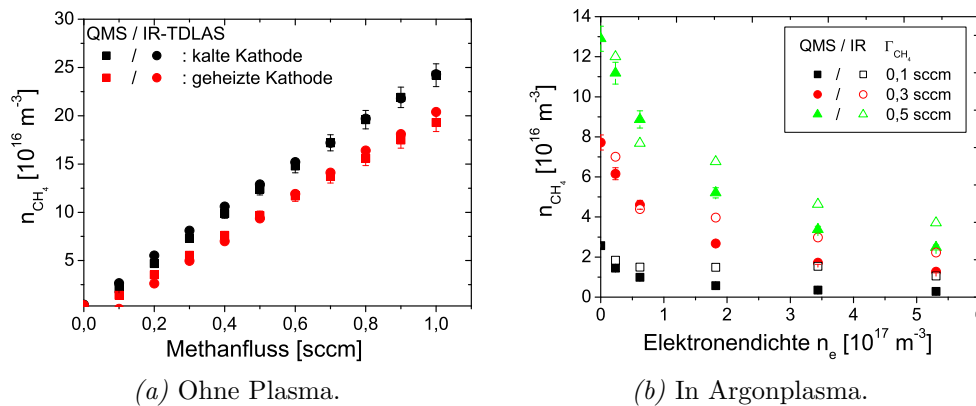 30
25
20
15
10
5
n_CH4 [10^16 m^-3]
QMS / IR-TDLAS
/ : kalte Kathode
/ : geheizte Kathode
0,0 0,2 0,4 0,6 0,8 1,0
Methanfluss [sccm]
(a) Ohne Plasma.
14
12
10
8
6
4
2
0
n_CH4 [10^16 m^-3]
QMS / IR Γ_CH4
/ 0,1 sccm
/ 0,3 sccm
/ 0,5 sccm
0 1 2 3 4 5 6
Elektronendichte n_e [10^17 m^-3]
(b) In Argonplasma.